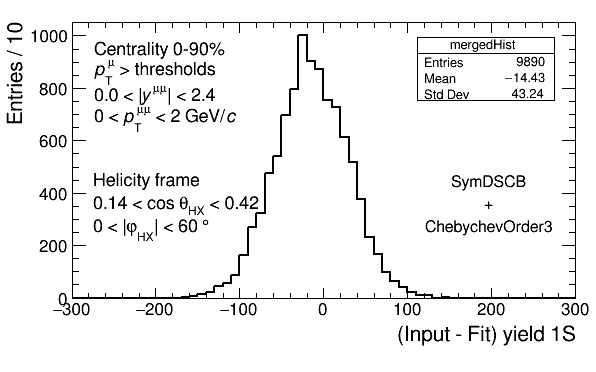 Entries / 10
1000
800
600
400
200
0
Centrality 0-90%
p_T^μ > thresholds
0.0 < |y^μμ| < 2.4
0 < p_T^μμ < 2 GeV/c
Helicity frame
0.14 < cos θ_HX < 0.42
0 < |φ_HX| < 60 °
mergedHist
Entries 9890
Mean −14.43
Std Dev 43.24
SymDSCB
+
ChebychevOrder3
−300 −200 −100 0 100 200 300
(Input - Fit) yield 1S